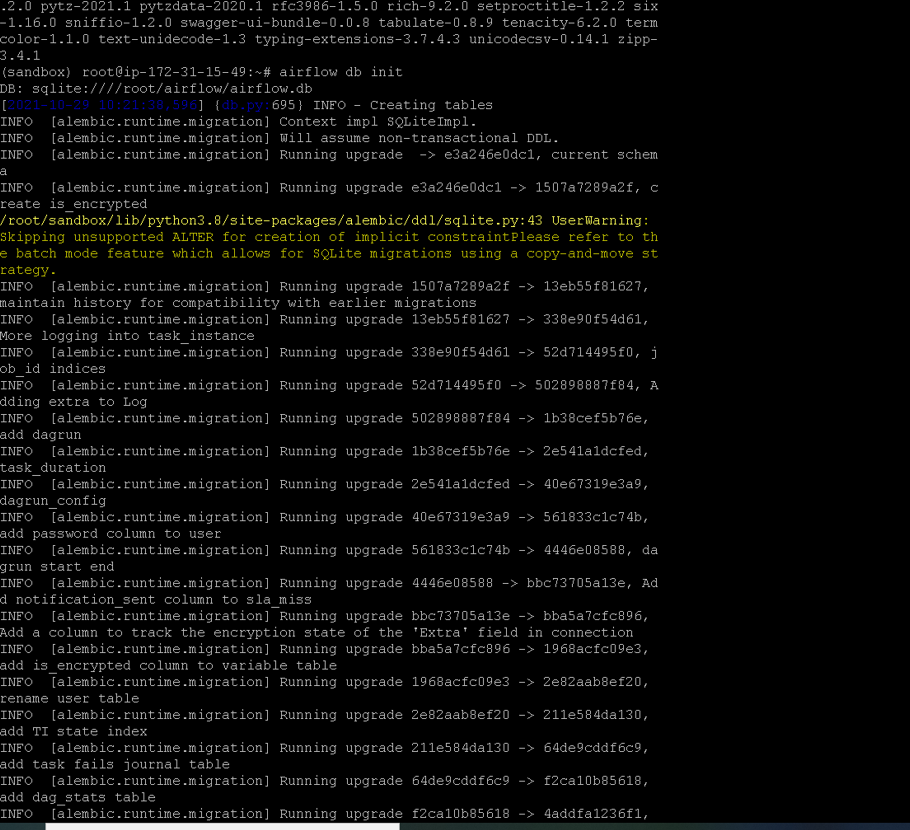 .2.0 pytz-2021.1 pytzdata-2020.1 rfc3986-1.5.0 rich-9.2.0 setproctitle-1.2.2 six
-1.16.0 sniffio-1.2.0 swagger-ui-bundle-0.0.8 tabulate-0.8.9 tenacity-6.2.0 term
color-1.1.0 text-unidecode-1.3 typing-extensions-3.7.4.3 unicodecsv-0.14.1 zipp-
3.4.1
(sandbox) root@ip-172-31-15-49:~# airflow db init
DB: sqlite:////root/airflow/airflow.db
[2021-10-29 10:21:38,596] {db.py:695} INFO - Creating tables
INFO  [alembic.runtime.migration] Context impl SQLiteImpl.
INFO  [alembic.runtime.migration] Will assume non-transactional DDL.
INFO  [alembic.runtime.migration] Running upgrade  -> e3a246e0dc1, current schem
a
INFO  [alembic.runtime.migration] Running upgrade e3a246e0dc1 -> 1507a7289a2f, c
reate is_encrypted
/root/sandbox/lib/python3.8/site-packages/alembic/ddl/sqlite.py:43 UserWarning:
Skipping unsupported ALTER for creation of implicit constraintPlease refer to th
e batch mode feature which allows for SQLite migrations using a copy-and-move st
rategy.
INFO  [alembic.runtime.migration] Running upgrade 1507a7289a2f -> 13eb55f81627,
maintain history for compatibility with earlier migrations
INFO  [alembic.runtime.migration] Running upgrade 13eb55f81627 -> 338e90f54d61,
More logging into task_instance
INFO  [alembic.runtime.migration] Running upgrade 338e90f54d61 -> 52d714495f0, j
ob_id indices
INFO  [alembic.runtime.migration] Running upgrade 52d714495f0 -> 502898887f84, A
dding extra to Log
INFO  [alembic.runtime.migration] Running upgrade 502898887f84 -> 1b38cef5b76e,
add dagrun
INFO  [alembic.runtime.migration] Running upgrade 1b38cef5b76e -> 2e541a1dcfed,
task_duration
INFO  [alembic.runtime.migration] Running upgrade 2e541a1dcfed -> 40e67319e3a9,
dagrun_config
INFO  [alembic.runtime.migration] Running upgrade 40e67319e3a9 -> 561833c1c74b,
add password column to user
INFO  [alembic.runtime.migration] Running upgrade 561833c1c74b -> 4446e08588, da
grun start end
INFO  [alembic.runtime.migration] Running upgrade 4446e08588 -> bbc73705a13e, Ad
d notification_sent column to sla_miss
INFO  [alembic.runtime.migration] Running upgrade bbc73705a13e -> bba5a7cfc896,
Add a column to track the encryption state of the 'Extra' field in connection
INFO  [alembic.runtime.migration] Running upgrade bba5a7cfc896 -> 1968acfc09e3,
add is_encrypted column to variable table
INFO  [alembic.runtime.migration] Running upgrade 1968acfc09e3 -> 2e82aab8ef20,
rename user table
INFO  [alembic.runtime.migration] Running upgrade 2e82aab8ef20 -> 211e584da130,
add TI state index
INFO  [alembic.runtime.migration] Running upgrade 211e584da130 -> 64de9cddf6c9,
add task fails journal table
INFO  [alembic.runtime.migration] Running upgrade 64de9cddf6c9 -> f2ca10b85618,
add dag_stats table
INFO  [alembic.runtime.migration] Running upgrade f2ca10b85618 -> 4addfa1236f1,